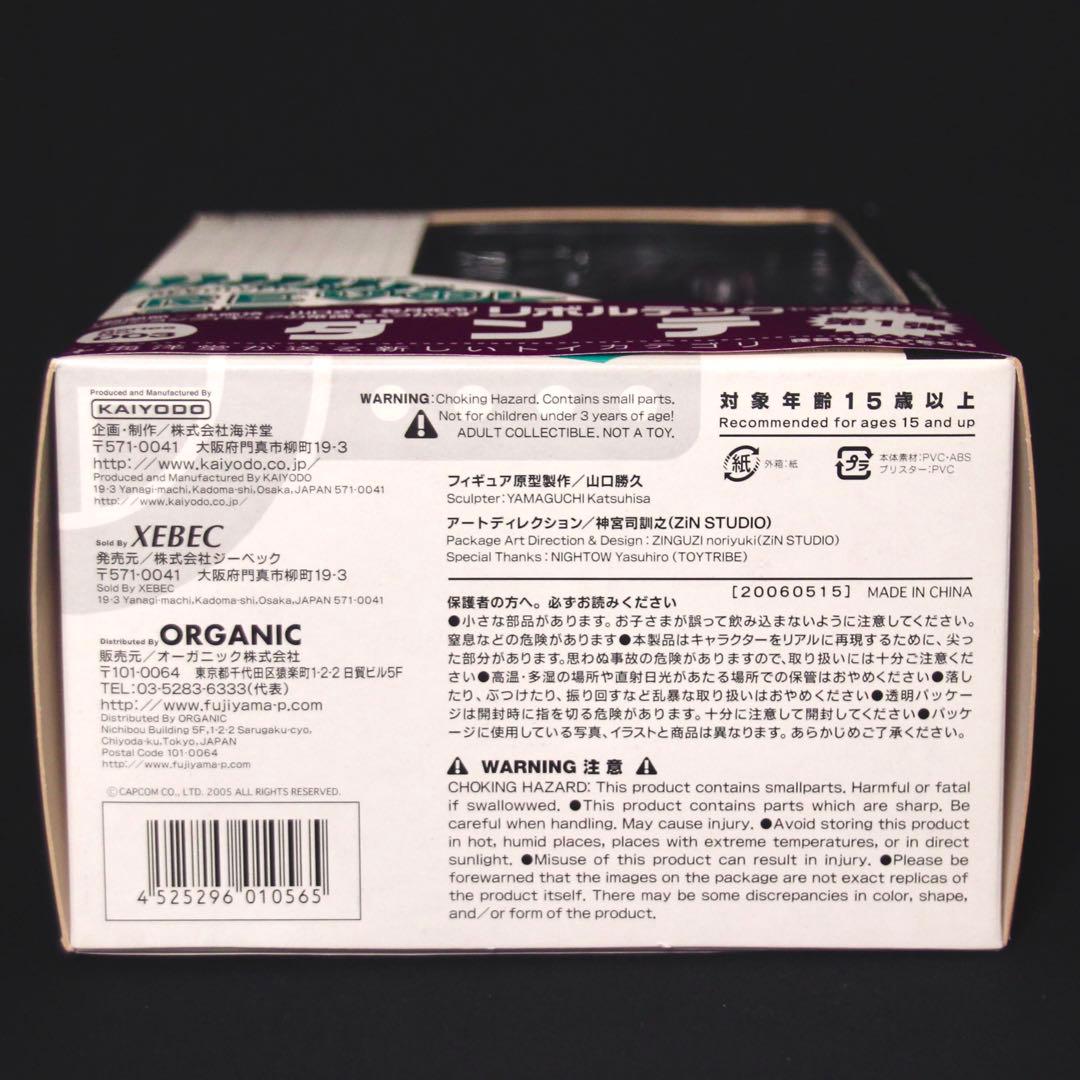 リボルテック
ダンテ
海洋堂が送る新しいトイカテゴリ
Produced and Manufactured By
KAIYODO
企画・制作／株式会社海洋堂
〒571-0041 大阪府門真市柳町19-3
http://www.kaiyodo.co.jp/
Produced and Manufactured By KAIYODO
19-3 Yanagi-machi,Kadoma-shi,Osaka,JAPAN 571-0041
http://www.kaiyodo.co.jp/
Sold By XEBEC
発売元／株式会社ジーベック
〒571-0041 大阪府門真市柳町19-3
Sold By XEBEC
19-3 Yanagi-machi,Kadoma-shi,Osaka,JAPAN 571-0041
Distributed By ORGANIC
販売元／オーガニック株式会社
〒101-0064 東京都千代田区猿楽町1-2-2 日貿ビル5F
TEL:03-5283-6333(代表)
http://www.fujiyama-p.com
Distributed By ORGANIC
Nichibou Building 5F,1-2-2 Sarugaku-cyo,
Chiyoda-ku,Tokyo,JAPAN
Postal Code 101-0064
http://www.fujiyama-p.com
©CAPCOM CO., LTD. 2005 ALL RIGHTS RESERVED.
4 525296 010565
WARNING:Choking Hazard. Contains small parts.
Not for children under 3 years of age!
ADULT COLLECTIBLE. NOT A TOY.
対象年齢15歳以上
Recommended for ages 15 and up
紙 外箱:紙
プラ 本体素材:PVC・ABS
ブリスター:PVC
フィギュア原型製作／山口勝久
Sculpter:YAMAGUCHI Katsuhisa
アートディレクション／神宮司訓之(ZiN STUDIO)
Package Art Direction & Design : ZINGUZI noriyuki(ZiN STUDIO)
Special Thanks : NIGHTOW Yasuhiro (TOYTRIBE)
[20060515] MADE IN CHINA
保護者の方へ。必ずお読みください
●小さな部品があります。お子さまが誤って飲み込まないように注意してください。
窒息などの危険があります●本製品はキャラクターをリアルに再現するために、尖っ
た部分があります。思わぬ事故の危険がありますので、取り扱いには十分ご注意くだ
さい●高温・多湿の場所や直射日光があたる場所での保管はおやめください●落し
たり、ぶつけたり、振り回すなど乱暴な取り扱いはおやめください●透明パッケー
ジは開封時に指を切る危険があります。十分に注意して開封してください●パッケ
ージに使用している写真、イラストと商品は異なります。あらかじめご了承ください。
WARNING 注意
CHOKING HAZARD: This product contains smallparts. Harmful or fatal
if swallowwed. ●This product contains parts which are sharp. Be
careful when handling. May cause injury. ●Avoid storing this product
in hot, humid places, places with extreme temperatures, or in direct
sunlight. ●Misuse of this product can result in injury. ●Please be
forewarned that the images on the package are not exact replicas of
the product itself. There may be some discrepancies in color, shape,
and/or form of the product.